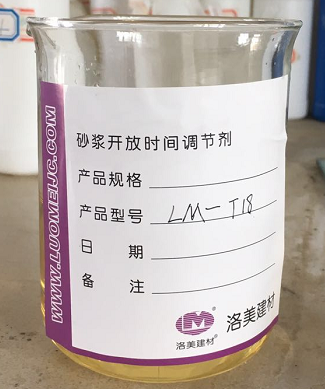 WWW.LUOMEIJC.COM
砂浆开放时间调节剂
产品规格
产品型号 LM-T18
日 期
备 注
洛美建材
洛美建材